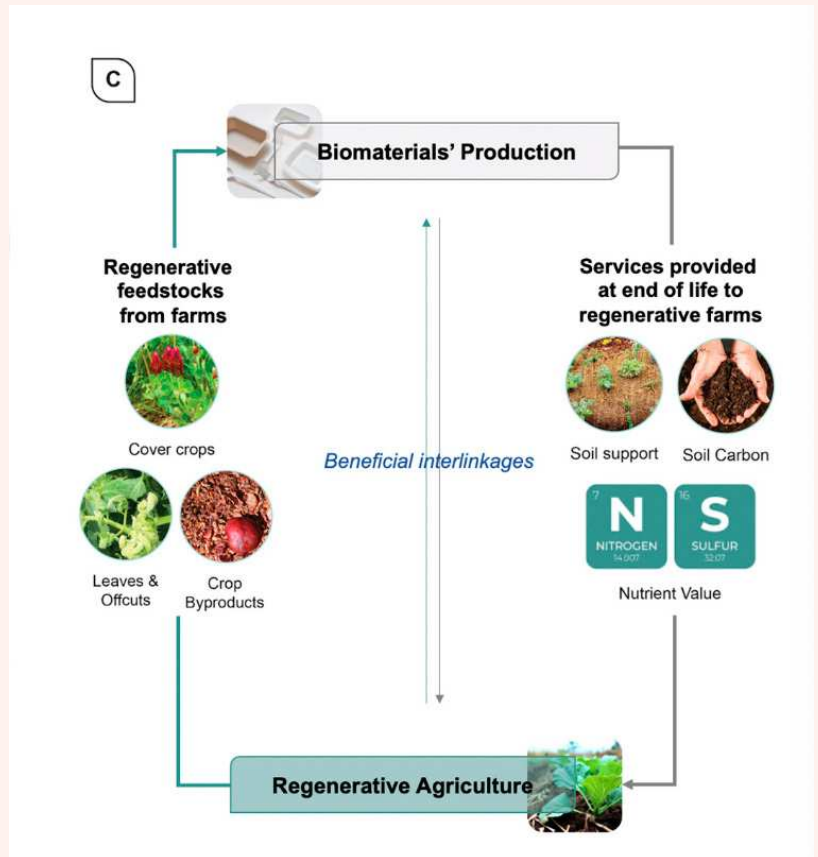 C
Biomaterials’ Production
Regenerative
feedstocks
from farms
Cover crops
Leaves &
Offcuts
Crop
Byproducts
Beneficial interlinkages
Services provided
at end of life to
regenerative farms
Soil support
Soil Carbon
7
N
NITROGEN
14.007
16
S
SULFUR
32.07
Nutrient Value
Regenerative Agriculture